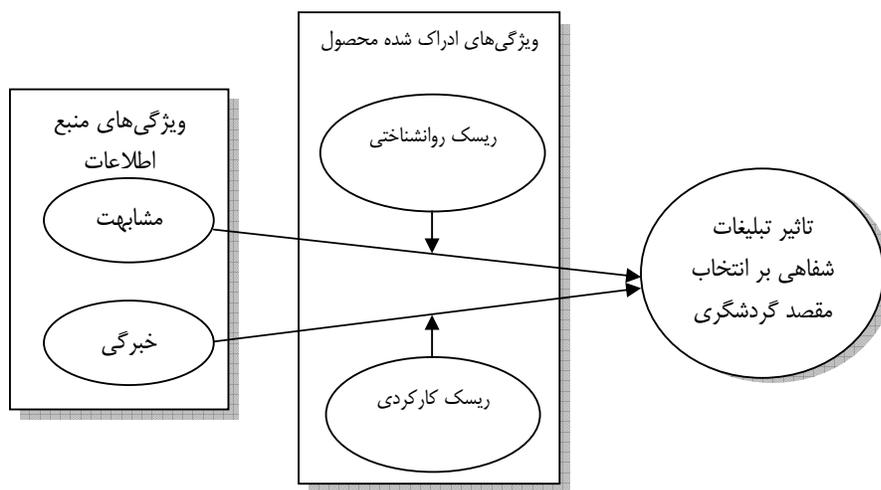 ویژگی‌های ادراک شده محصول
ریسک روانشناختی
ریسک کارکردی
ویژگی‌های منبع
اطلاعات
مشابهت
خبرگی
تاثیر تبلیغات
شفاهی بر انتخاب
مقصد گردشگری